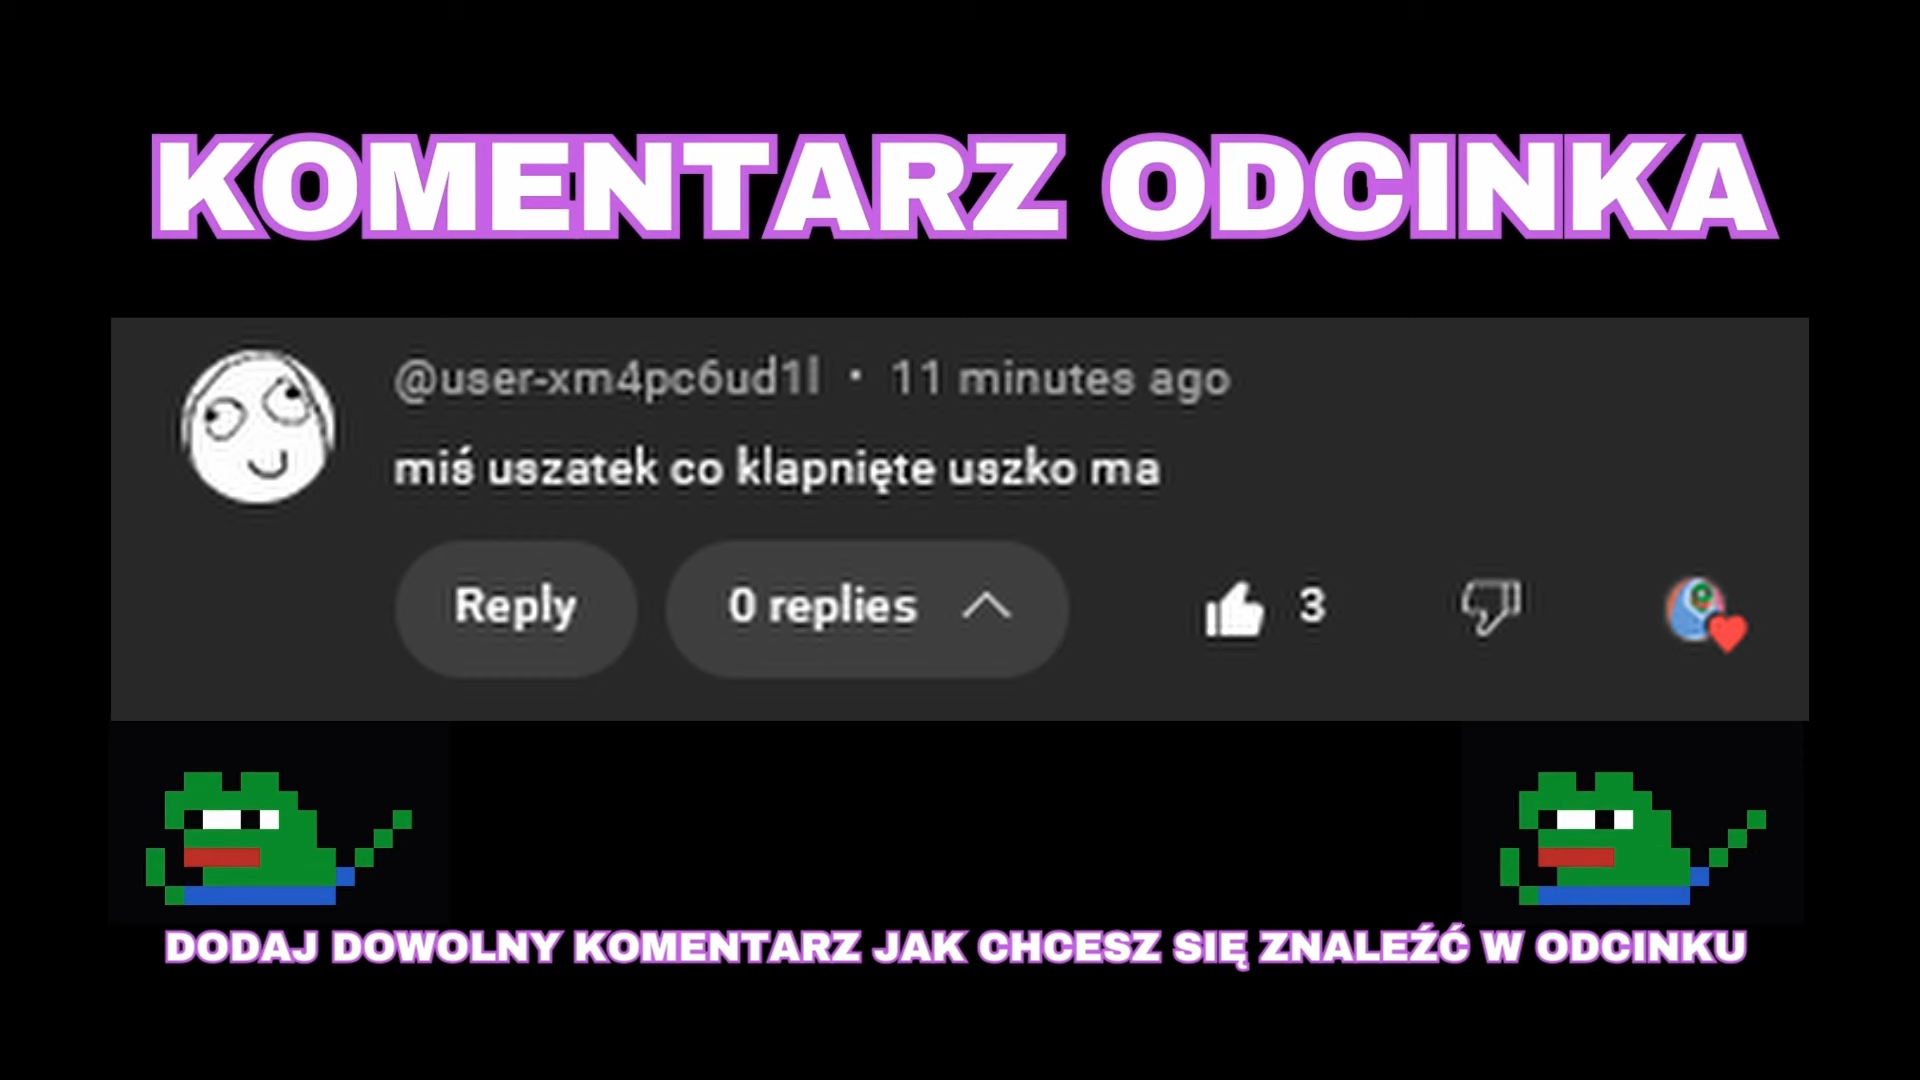 KOMENTARZ ODCINKA
@user-xm4pc6ud1l • 11 minutes ago
miś uszatek co klapnięte uszko ma
Reply 0 replies 3
DODAJ DOWOLNY KOMENTARZ JAK CHCESZ SIĘ ZNALEŹĆ W ODCINKU